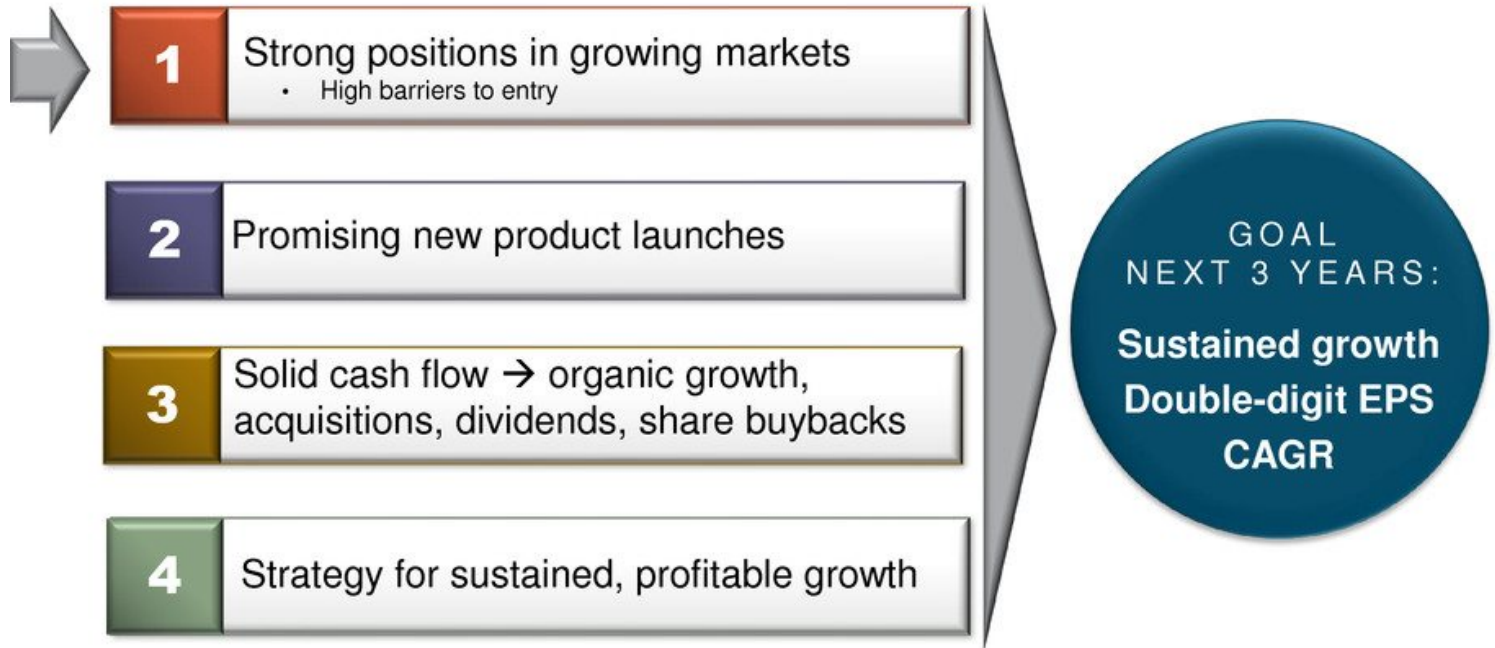 1
Strong positions in growing markets
• High barriers to entry
2
Promising new product launches
3
Solid cash flow → organic growth,
acquisitions, dividends, share buybacks
4
Strategy for sustained, profitable growth
GOAL
NEXT 3 YEARS:
Sustained growth
Double-digit EPS
CAGR